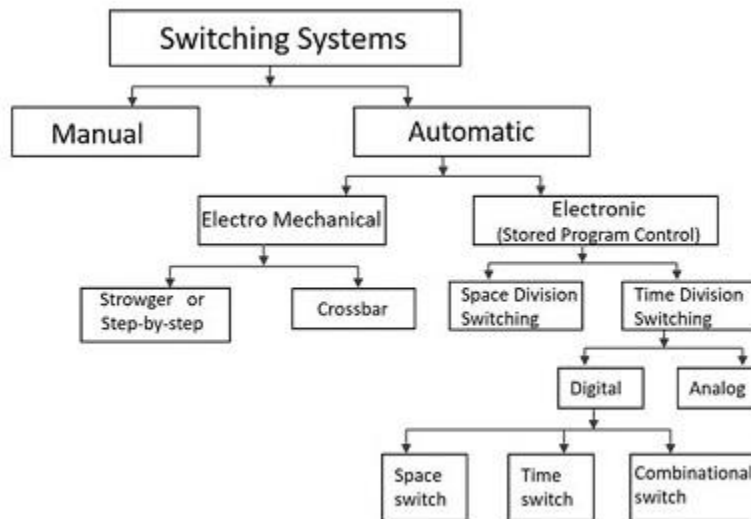 Switching Systems
Manual
Automatic
Electro Mechanical
Electronic
(Stored Program Control)
Strowger or
Step-by-step
Crossbar
Space Division
Switching
Time Division
Switching
Digital
Analog
Space
switch
Time
switch
Combinational
switch